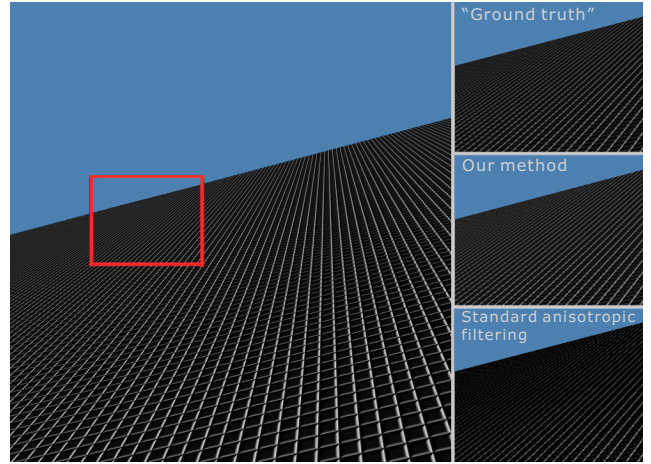 “Ground truth”
Our method
Standard anisotropic
filtering